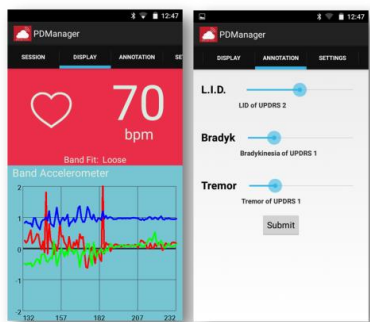 12:47
PDManager
SESSION DISPLAY ANNOTATION SE
70
bpm
Band Fit: Loose
Band Accelerometer
2
1
0
-1
-2
132 157 182 207 232
12:47
PDManager
DISPLAY ANNOTATION SETTINGS
L.I.D.
LID of UPDRS 2
Bradyk
Bradykinesia of UPDRS 1
Tremor
Tremor of UPDRS 1
Submit